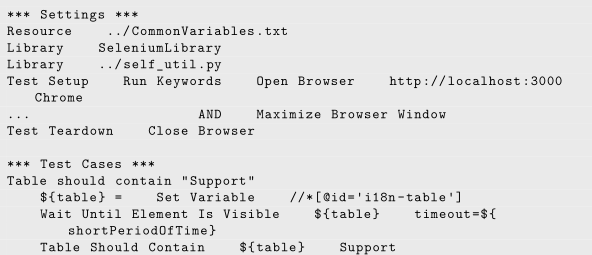 *** Settings ***
Resource    ../CommonVariables.txt
Library    SeleniumLibrary
Library    ../self_util.py
Test Setup    Run Keywords    Open Browser    http://localhost:3000
    Chrome
...                    AND    Maximize Browser Window
Test Teardown    Close Browser

*** Test Cases ***
Table should contain "Support"
    ${table} =    Set Variable    //*[@id='i18n-table']
    Wait Until Element Is Visible    ${table}    timeout=${
        shortPeriodOfTime}
    Table Should Contain    ${table}    Support